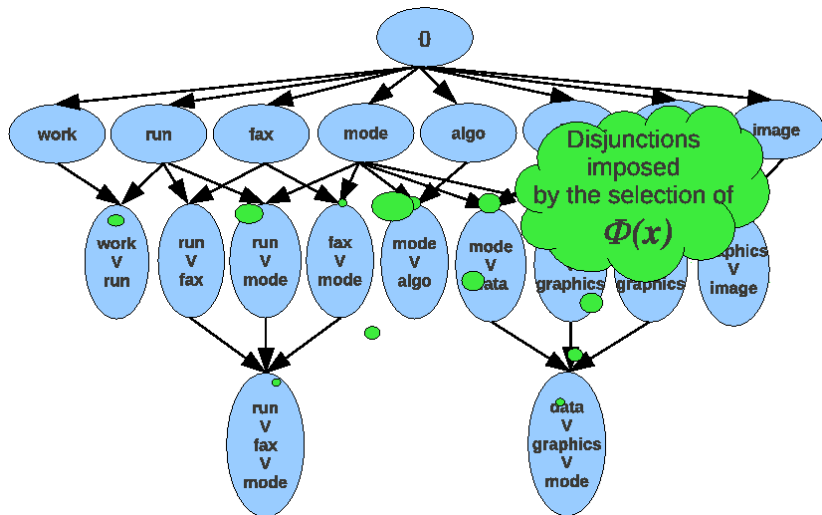 {}
work run fax mode algo image
Disjunctions
imposed
by the selection of
Φ(x)
work
V
run
run
V
fax
run
V
mode
fax
V
mode
mode
V
algo
mode
V
graphics
graphics
V
image
run
V
fax
V
mode
data
V
graphics
V
mode